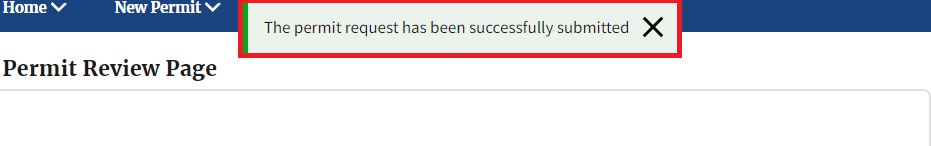 Home New Permit
The permit request has been successfully submitted
Permit Review Page